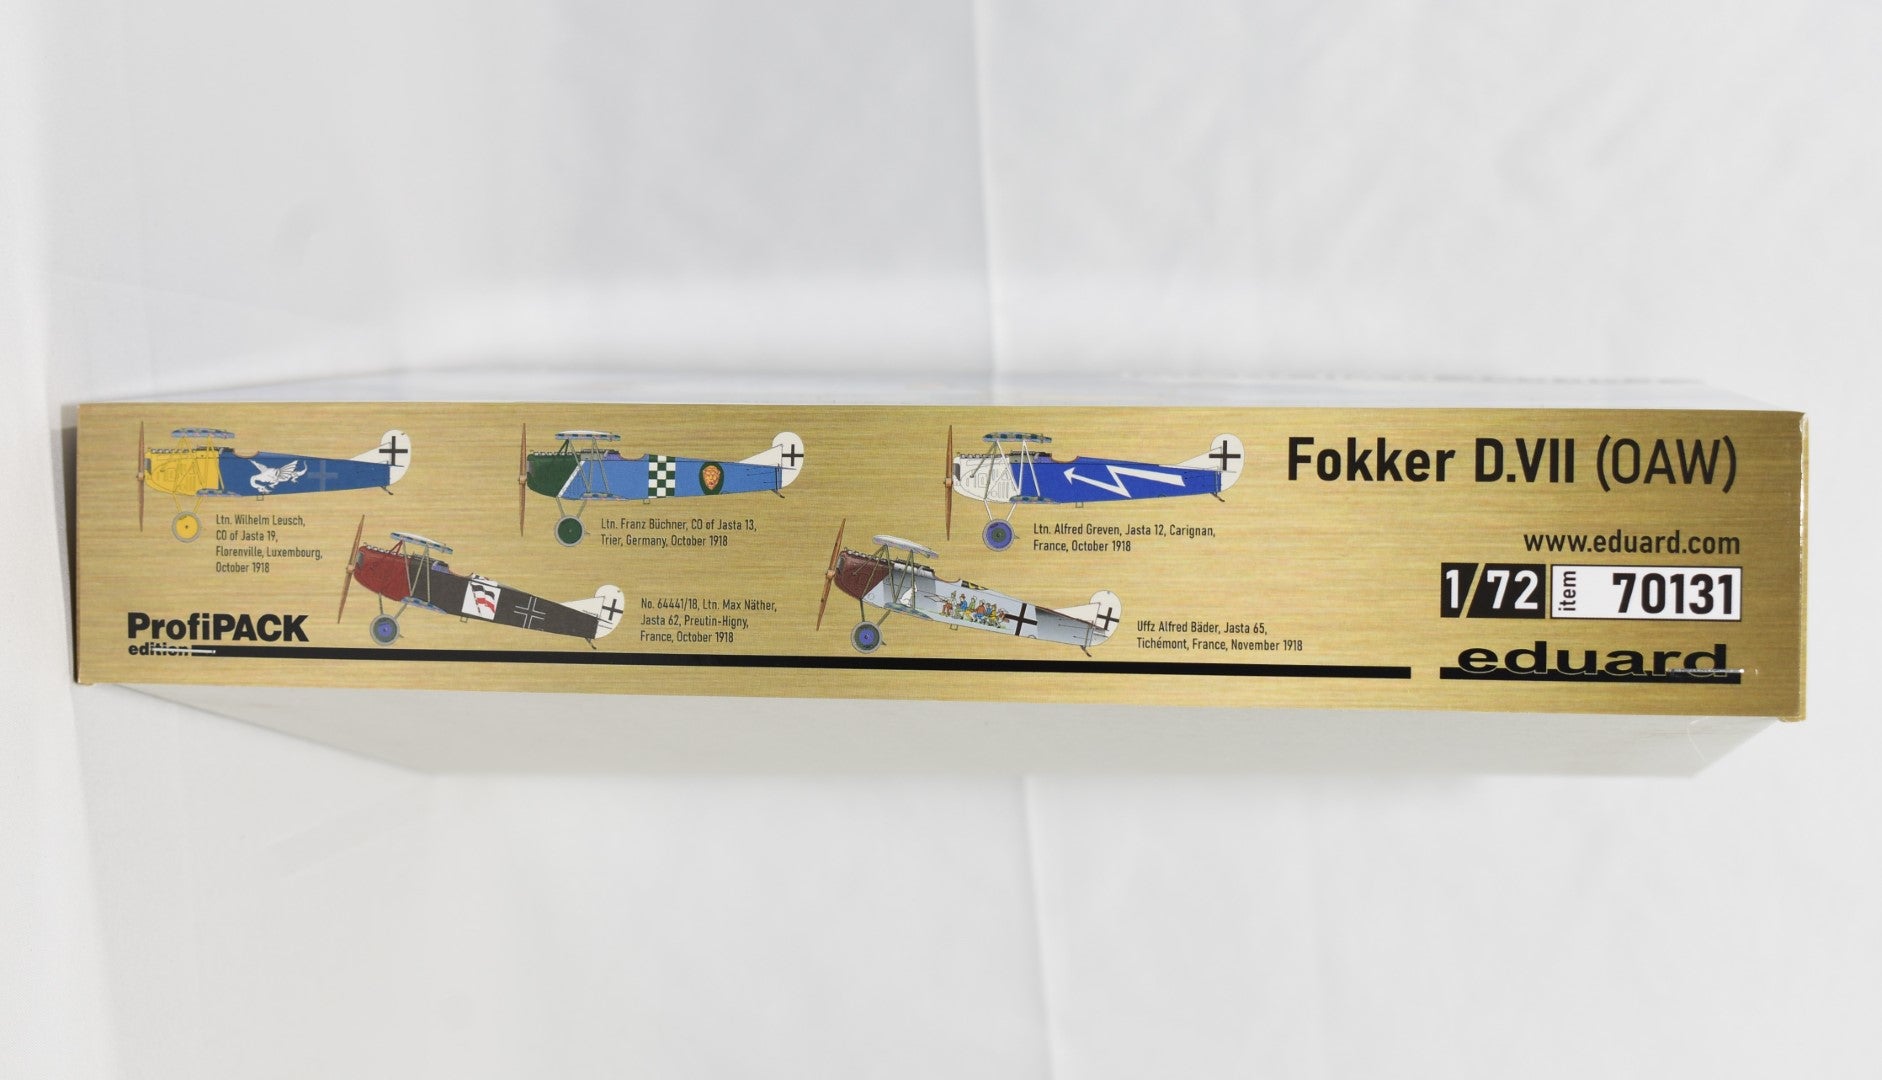 Ltn. Wilhelm Leusch,
CO of Jasta 19,
Florenville, Luxembourg,
October 1918
Ltn. Franz Büchner, CO of Jasta 13,
Trier, Germany, October 1918
Ltn. Alfred Greven, Jasta 12, Carignan,
France, October 1918
Fokker D.VII (OAW)
www.eduard.com
1/72 item 70131
No. 64441/18, Ltn. Max Näther,
Jasta 62, Preutin-Higny,
France, October 1918
Uffz Alfred Bäder, Jasta 65,
Tichémont, France, November 1918
ProfiPACK
edition
eduard